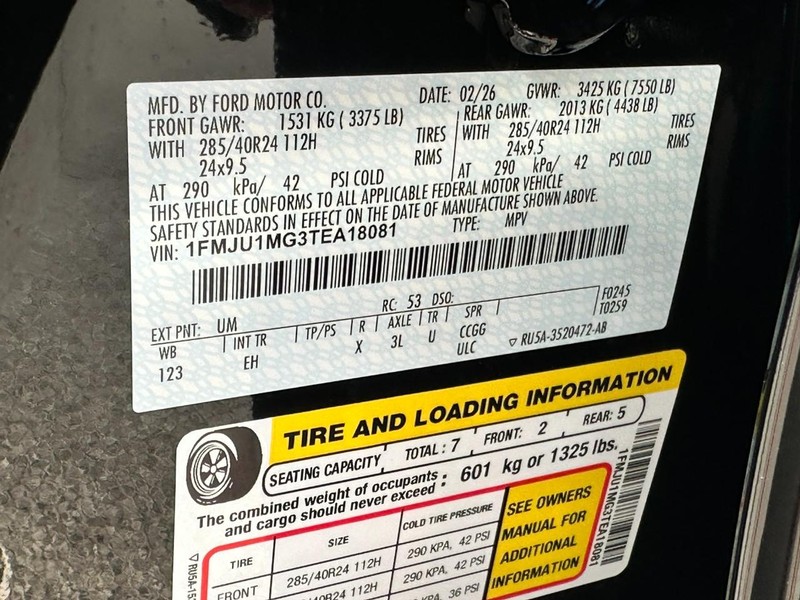 MFD. BY FORD MOTOR CO. DATE: 02/26 GVWR: 3425 KG ( 7550 LB)
FRONT GAWR: 1531 KG ( 3375 LB) REAR GAWR: 2013 KG ( 4438 LB)
WITH 285/40R24 112H TIRES WITH 285/40R24 112H TIRES
24x9.5 RIMS 24x9.5 RIMS
AT 290 kPa/ 42 PSI COLD AT 290 kPa/ 42 PSI COLD
THIS VEHICLE CONFORMS TO ALL APPLICABLE FEDERAL MOTOR VEHICLE
SAFETY STANDARDS IN EFFECT ON THE DATE OF MANUFACTURE SHOWN ABOVE.
VIN: 1FMJU1MG3TEA18081 TYPE: MPV
EXT PNT: UM RC: 53 DSO: F0245
T0259
WB INT TR TP/PS R AXLE TR SPR
123 EH X 3L U CCGG
ULC ▽ RU5A-3520472-AB
TIRE AND LOADING INFORMATION
SEATING CAPACITY TOTAL : 7 FRONT: 2 REAR: 5
The combined weight of occupants and cargo should never exceed : 601 kg or 1325 lbs.
TIRE SIZE COLD TIRE PRESSURE
FRONT 285/40R24 112H 290 KPA, 42 PSI
285/40R24 112H 290 KPA, 42 PSI
KPA, 36 PSI
SEE OWNERS
MANUAL FOR
ADDITIONAL
INFORMATION
1FMJU1MG3TEA18081